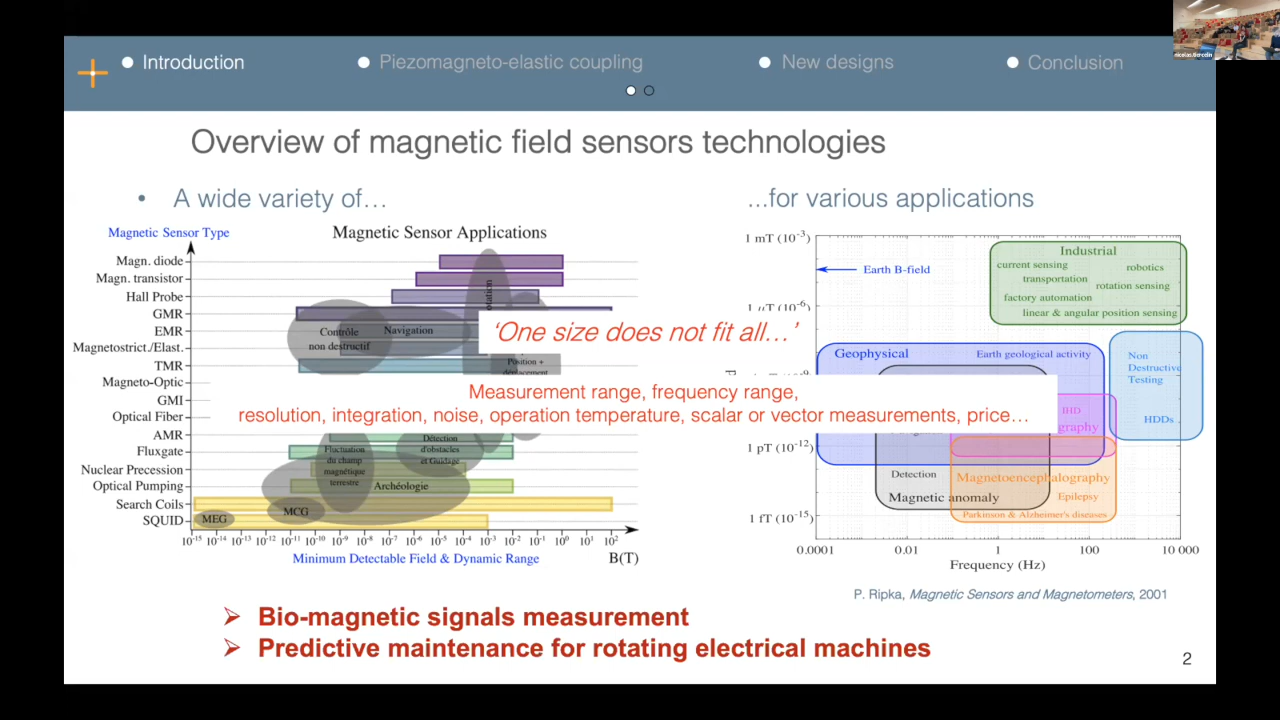 Introduction
Piezomagneto-elastic coupling
New designs
Conclusion
Overview of magnetic field sensors technologies
• A wide variety of…
...for various applications
Magnetic Sensor Type
Magnetic Sensor Applications
Magn. diode
Magn. transistor
Hall Probe
GMR
EMR
Magnetostrict./Elast.
TMR
Magneto-Optic
GMI
Optical Fiber
AMR
Fluxgate
Nuclear Precession
Optical Pumping
Search Coils
SQUID
Contrôle
non destructif
Navigation
Position +
Détection
d'obstacles
et Guidage
Fluctuation
du champ
magnétique
terrestre
Archéologie
MCG
MEG
10⁻¹⁵ 10⁻¹⁴ 10⁻¹³ 10⁻¹² 10⁻¹¹ 10⁻¹⁰ 10⁻⁹ 10⁻⁸ 10⁻⁷ 10⁻⁶ 10⁻⁵ 10⁻⁴ 10⁻³ 10⁻² 10⁻¹ 10⁰ 10¹ 10²
Minimum Detectable Field & Dynamic Range
B(T)
‘One size does not fit all…’
Measurement range, frequency range,
resolution, integration, noise, operation temperature, scalar or vector measurements, price…
1 mT (10⁻³)
Earth B-field
Industrial
current sensing
robotics
transportation
rotation sensing
factory automation
linear & angular position sensing
Geophysical
Earth geological activity
Non
Destructive
Testing
HDDs
1 pT (10⁻¹²)
Detection
Magnetic anomaly
Magnetoencephalography
Epilepsy
Parkinson & Alzheimer's diseases
1 fT (10⁻¹⁵)
0.0001 0.01 1 100 10 000
Frequency (Hz)
P. Ripka, Magnetic Sensors and Magnetometers, 2001
➢ Bio-magnetic signals measurement
➢ Predictive maintenance for rotating electrical machines
2